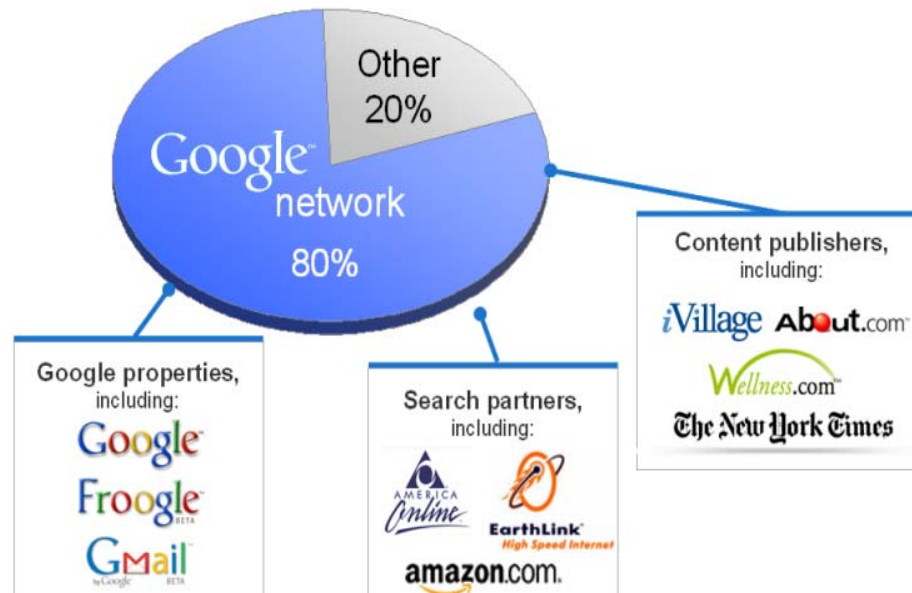 Other
20%
Google™
network
80%
Content publishers,
including:
iVillage About.com™
Wellness.com™
The New York Times
Google properties,
including:
Google™
Froogle™
BETA
Gmail™
by Google BETA
Search partners,
including:
AMERICA
Online.
EarthLink®
High Speed Internet
amazon.com®